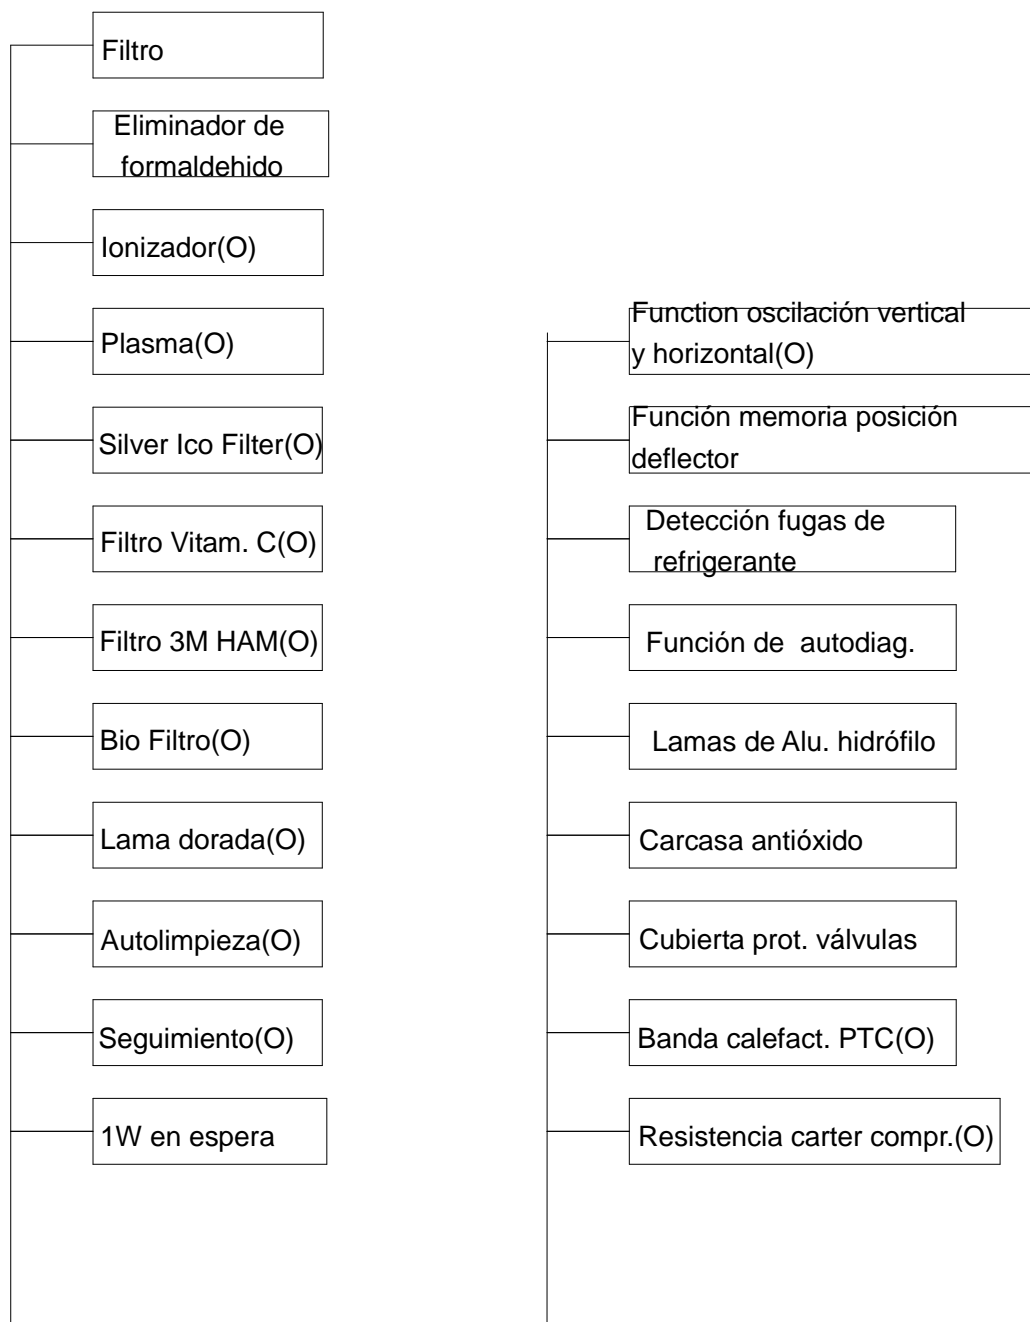 Filtro
Eliminador de
formaldehido
Ionizador(O)
Plasma(O)
Silver Ico Filter(O)
Filtro Vitam. C(O)
Filtro 3M HAM(O)
Bio Filtro(O)
Lama dorada(O)
Autolimpieza(O)
Seguimiento(O)
1W en espera
Function oscilación vertical
y horizontal(O)
Función memoria posición
deflector
Detección fugas de
refrigerante
Función de  autodiag.
Lamas de Alu. hidrófilo
Carcasa antióxido
Cubierta prot. válvulas
Banda calefact. PTC(O)
Resistencia carter compr.(O)